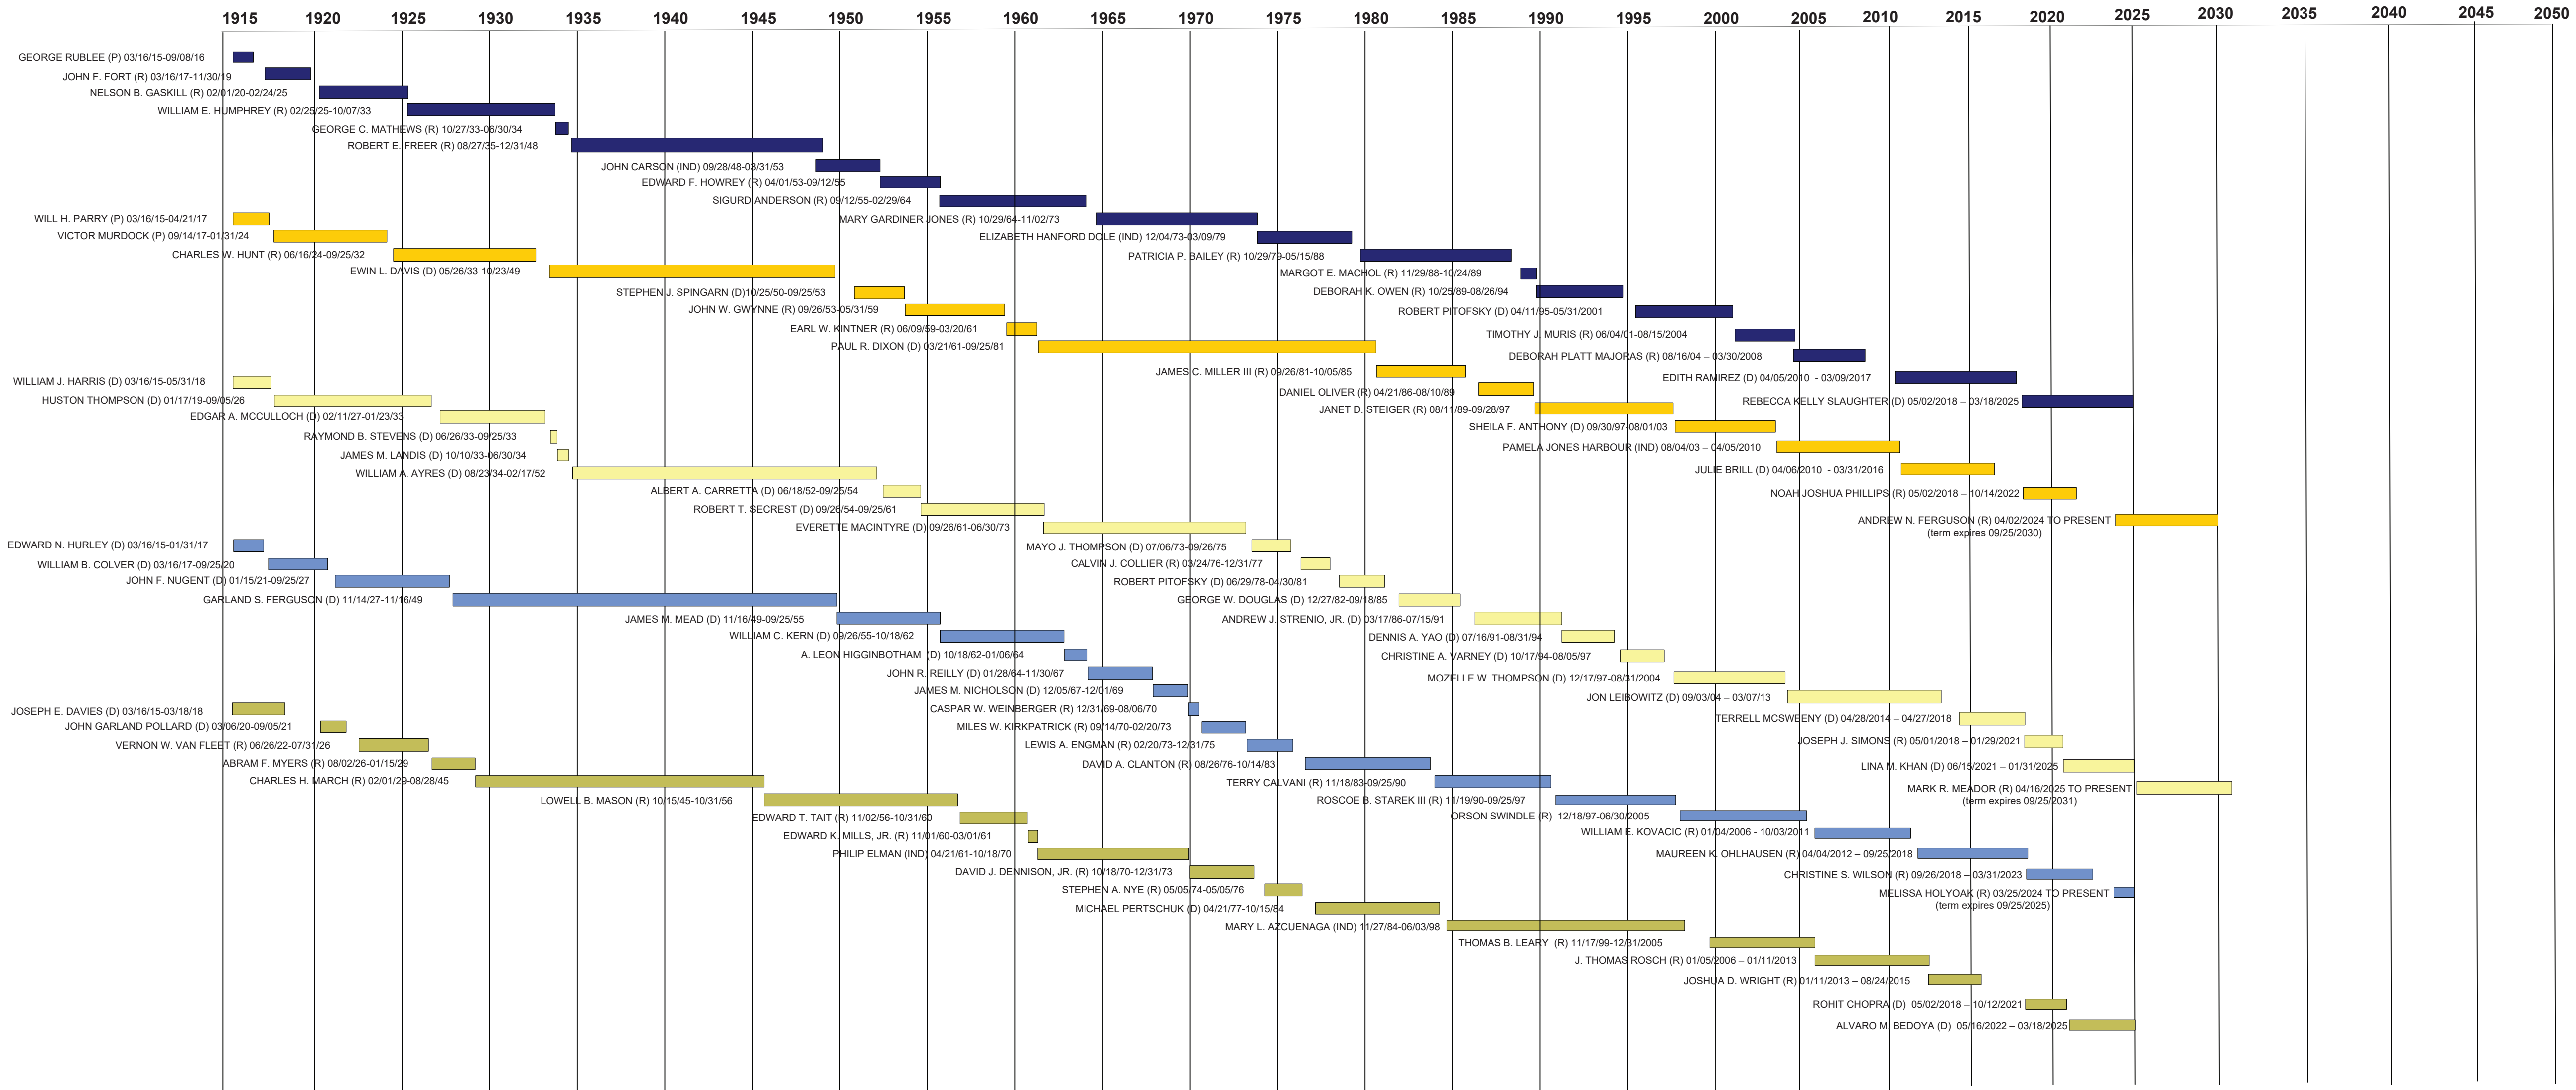 1915 1920 1925 1930 1935 1940 1945 1950 1955 1960 1965 1970 1975 1980 1985 1990 1995 2000 2005 2010 2015 2020 2025 2030 2035 2040 2045 2050
GEORGE RUBLEE (P) 03/16/15-09/08/16
JOHN F. FORT (R) 03/16/17-11/30/19
NELSON B. GASKILL (R) 02/01/20-02/24/25
WILLIAM E. HUMPHREY (R) 02/25/25-10/07/33
GEORGE C. MATHEWS (R) 10/27/33-06/30/34
ROBERT E. FREER (R) 08/27/35-12/31/48
JOHN CARSON (IND) 09/28/48-03/31/53
EDWARD F. HOWREY (R) 04/01/53-09/12/55
SIGURD ANDERSON (R) 09/12/55-02/29/64
MARY GARDINER JONES (R) 10/29/64-11/02/73
ELIZABETH HANFORD DOLE (IND) 12/04/73-03/09/79
PATRICIA P. BAILEY (R) 10/29/79-05/15/88
MARGOT E. MACHOL (R) 11/29/88-10/24/89
DEBORAH K. OWEN (R) 10/25/89-08/26/94
ROBERT PITOFSKY (D) 04/11/95-05/31/2001
TIMOTHY J. MURIS (R) 06/04/01-08/15/2004
DEBORAH PLATT MAJORAS (R) 08/16/04 – 03/30/2008
EDITH RAMIREZ (D) 04/05/2010 - 03/09/2017
REBECCA KELLY SLAUGHTER (D) 05/02/2018 – 03/18/2025
WILL H. PARRY (P) 03/16/15-04/21/17
VICTOR MURDOCK (P) 09/14/17-01/31/24
CHARLES W. HUNT (R) 06/16/24-09/25/32
EWIN L. DAVIS (D) 05/26/33-10/23/49
STEPHEN J. SPINGARN (D)10/25/50-09/25/53
JOHN W. GWYNNE (R) 09/26/53-05/31/59
EARL W. KINTNER (R) 06/09/59-03/20/61
PAUL R. DIXON (D) 03/21/61-09/25/81
JAMES C. MILLER III (R) 09/26/81-10/05/85
DANIEL OLIVER (R) 04/21/86-08/10/89
JANET D. STEIGER (R) 08/11/89-09/28/97
SHEILA F. ANTHONY (D) 09/30/97-08/01/03
PAMELA JONES HARBOUR (IND) 08/04/03 – 04/05/2010
JULIE BRILL (D) 04/06/2010 - 03/31/2016
NOAH JOSHUA PHILLIPS (R) 05/02/2018 – 10/14/2022
ANDREW N. FERGUSON (R) 04/02/2024 TO PRESENT
(term expires 09/25/2030)
WILLIAM J. HARRIS (D) 03/16/15-05/31/18
HUSTON THOMPSON (D) 01/17/19-09/05/26
EDGAR A. MCCULLOCH (D) 02/11/27-01/23/33
RAYMOND B. STEVENS (D) 06/26/33-09/25/33
JAMES M. LANDIS (D) 10/10/33-06/30/34
WILLIAM A. AYRES (D) 08/23/34-02/17/52
ALBERT A. CARRETTA (D) 06/18/52-09/25/54
ROBERT T. SECREST (D) 09/26/54-09/25/61
EVERETTE MACINTYRE (D) 09/26/61-06/30/73
MAYO J. THOMPSON (D) 07/06/73-09/26/75
CALVIN J. COLLIER (R) 03/24/76-12/31/77
ROBERT PITOFSKY (D) 06/29/78-04/30/81
GEORGE W. DOUGLAS (D) 12/27/82-09/18/85
ANDREW J. STRENIO, JR. (D) 03/17/86-07/15/91
DENNIS A. YAO (D) 07/16/91-08/31/94
CHRISTINE A. VARNEY (D) 10/17/94-08/05/97
MOZELLE W. THOMPSON (D) 12/17/97-08/31/2004
JON LEIBOWITZ (D) 09/03/04 – 03/07/13
TERRELL MCSWEENY (D) 04/28/2014 – 04/27/2018
JOSEPH J. SIMONS (R) 05/01/2018 – 01/29/2021
LINA M. KHAN (D) 06/15/2021 – 01/31/2025
MARK R. MEADOR (R) 04/16/2025 TO PRESENT
(term expires 09/25/2031)
EDWARD N. HURLEY (D) 03/16/15-01/31/17
WILLIAM B. COLVER (D) 03/16/17-09/25/20
JOHN F. NUGENT (D) 01/15/21-09/25/27
GARLAND S. FERGUSON (D) 11/14/27-11/16/49
JAMES M. MEAD (D) 11/16/49-09/25/55
WILLIAM C. KERN (D) 09/26/55-10/18/62
A. LEON HIGGINBOTHAM (D) 10/18/62-01/06/64
JOHN R. REILLY (D) 01/28/64-11/30/67
JAMES M. NICHOLSON (D) 12/05/67-12/01/69
CASPAR W. WEINBERGER (R) 12/31/69-08/06/70
MILES W. KIRKPATRICK (R) 09/14/70-02/20/73
LEWIS A. ENGMAN (R) 02/20/73-12/31/75
DAVID A. CLANTON (R) 08/26/76-10/14/83
TERRY CALVANI (R) 11/18/83-09/25/90
ROSCOE B. STAREK III (R) 11/19/90-09/25/97
ORSON SWINDLE (R) 12/18/97-06/30/2005
WILLIAM E. KOVACIC (R) 01/04/2006 - 10/03/2011
MAUREEN K. OHLHAUSEN (R) 04/04/2012 – 09/25/2018
CHRISTINE S. WILSON (R) 09/26/2018 – 03/31/2023
MELISSA HOLYOAK (R) 03/25/2024 TO PRESENT
(term expires 09/25/2025)
JOSEPH E. DAVIES (D) 03/16/15-03/18/18
JOHN GARLAND POLLARD (D) 03/06/20-09/05/21
VERNON W. VAN FLEET (R) 06/26/22-07/31/26
ABRAM F. MYERS (R) 08/02/26-01/15/29
CHARLES H. MARCH (R) 02/01/29-08/28/45
LOWELL B. MASON (R) 10/15/45-10/31/56
EDWARD T. TAIT (R) 11/02/56-10/31/60
EDWARD K. MILLS, JR. (R) 11/01/60-03/01/61
PHILIP ELMAN (IND) 04/21/61-10/18/70
DAVID J. DENNISON, JR. (R) 10/18/70-12/31/73
STEPHEN A. NYE (R) 05/05/74-05/05/76
MICHAEL PERTSCHUK (D) 04/21/77-10/15/84
MARY L. AZCUENAGA (IND) 11/27/84-06/03/98
THOMAS B. LEARY (R) 11/17/99-12/31/2005
J. THOMAS ROSCH (R) 01/05/2006 – 01/11/2013
JOSHUA D. WRIGHT (R) 01/11/2013 – 08/24/2015
ROHIT CHOPRA (D) 05/02/2018 – 10/12/2021
ALVARO M. BEDOYA (D) 05/16/2022 – 03/18/2025